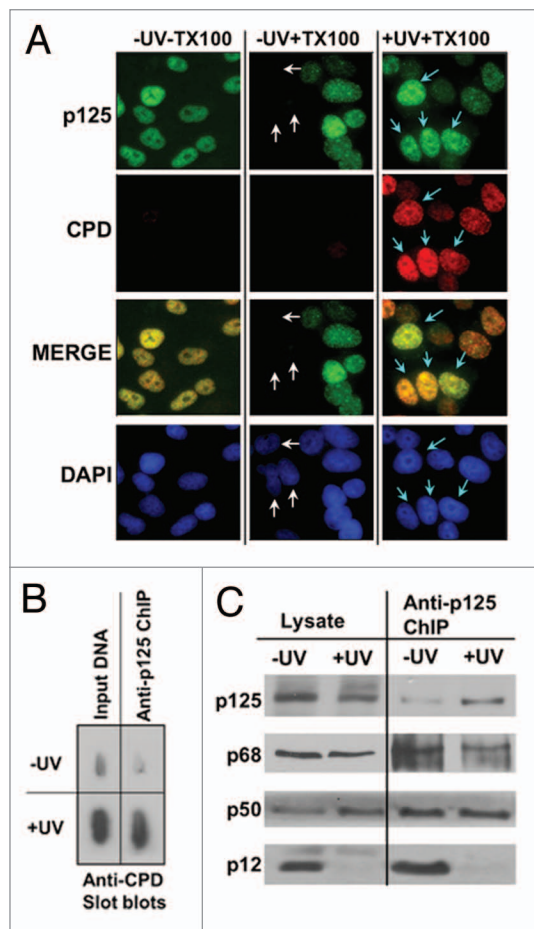 A
-UV-TX100 -UV+TX100 +UV+TX100
p125
CPD
MERGE
DAPI
B
Input DNA
Anti-p125 ChIP
-UV
+UV
Anti-CPD
Slot blots
C
Lysate
Anti-p125
ChIP
-UV +UV -UV +UV
p125
p68
p50
p12